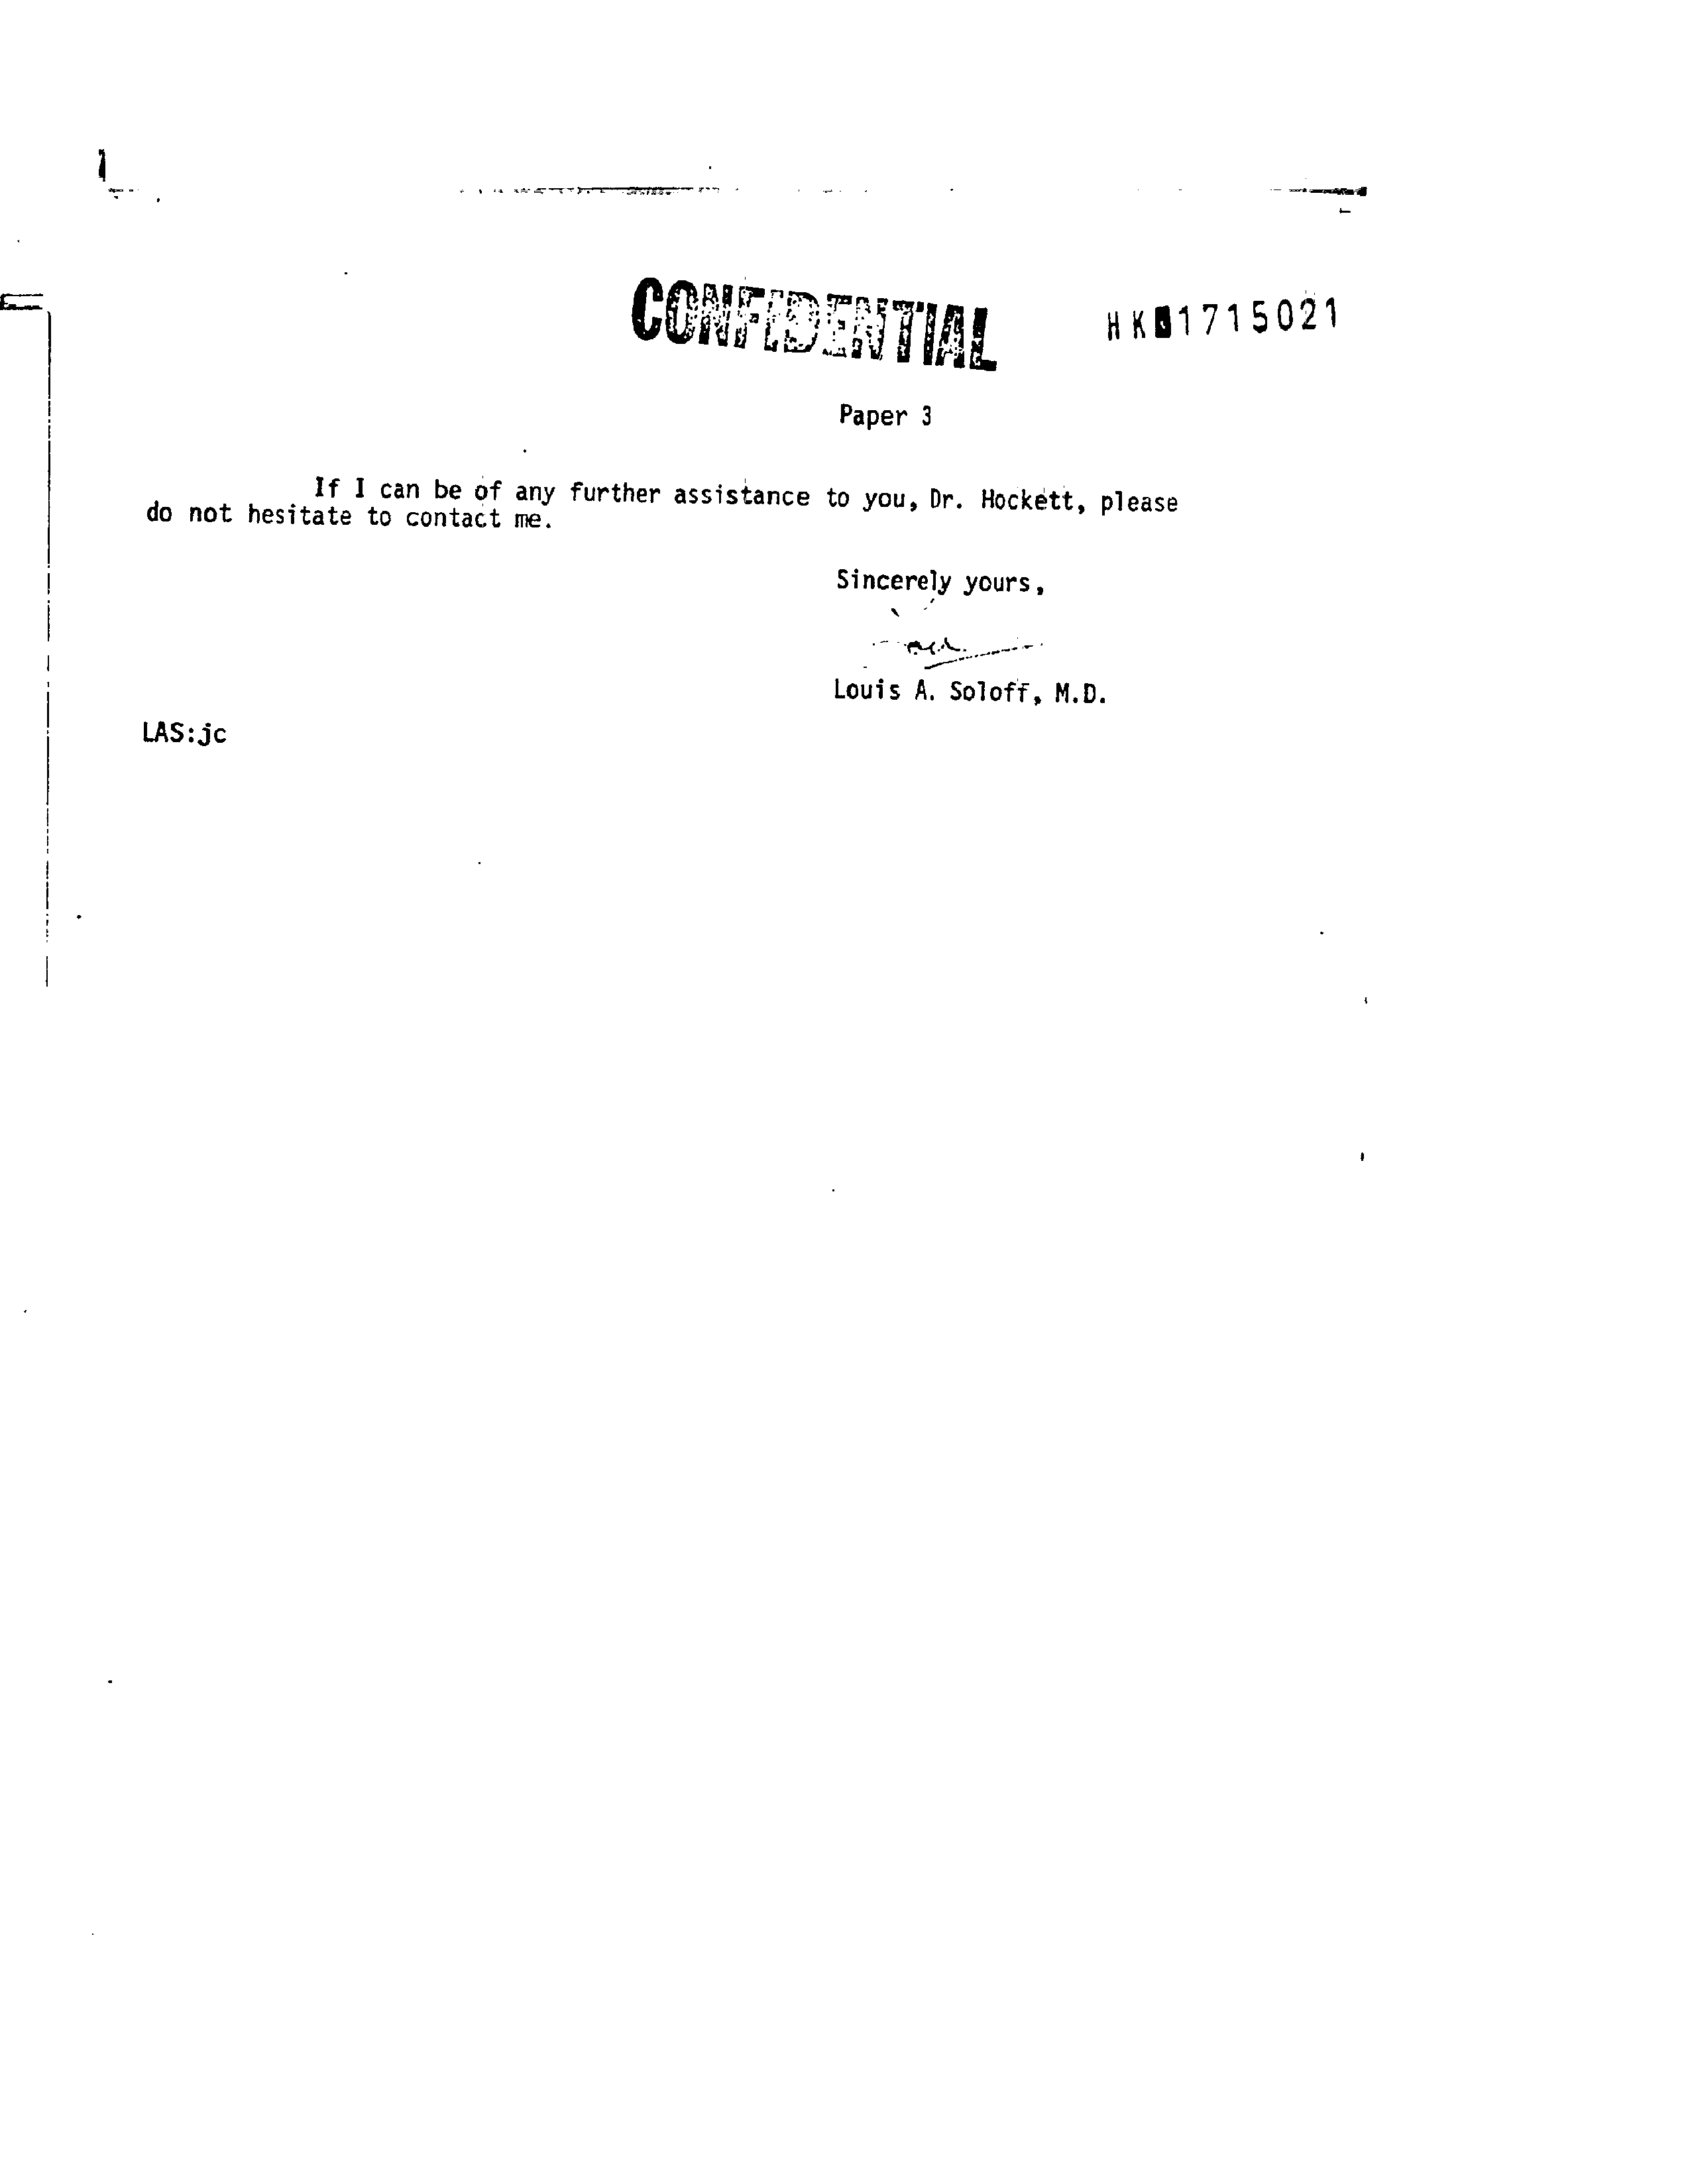 CONFIDENTIAL
HK01715021
Paper 3
If I can be of any further assistance to you, Dr. Hockett, please
do not hesitate to contact me.
Sincerely yours,
Louis A. Soloff, M.D.
LAS:jc